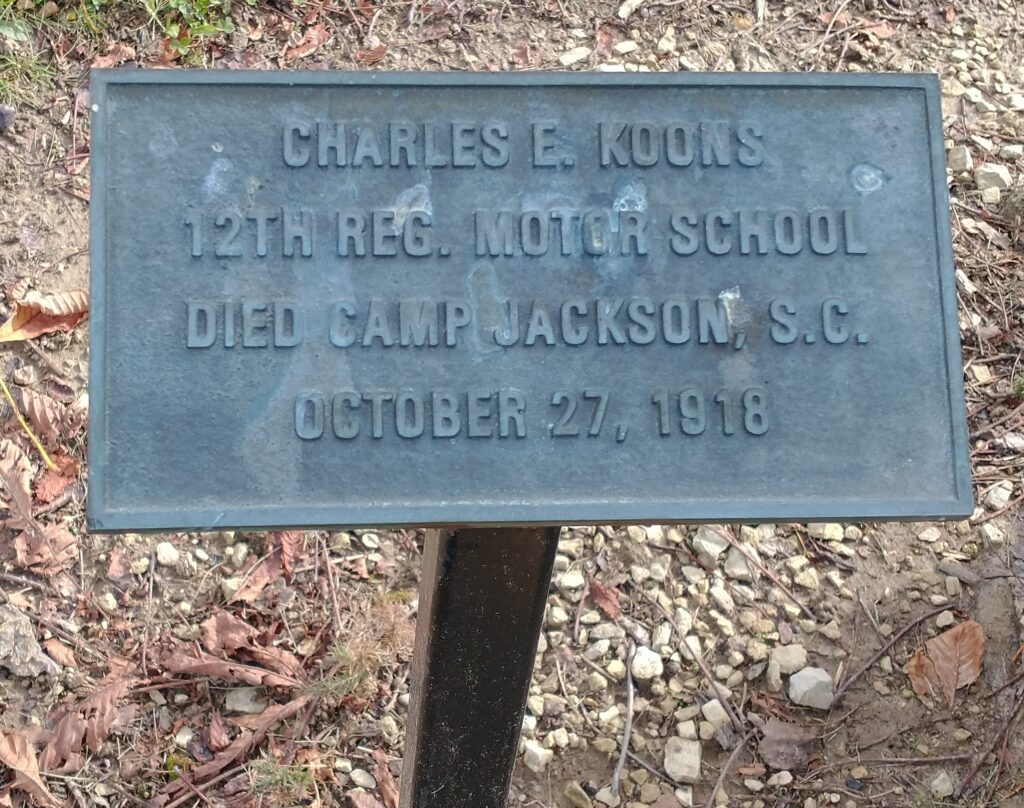 CHARLES E. KOONS
12TH REG. MOTOR SCHOOL
DIED CAMP JACKSON, S.C.
OCTOBER 27, 1918